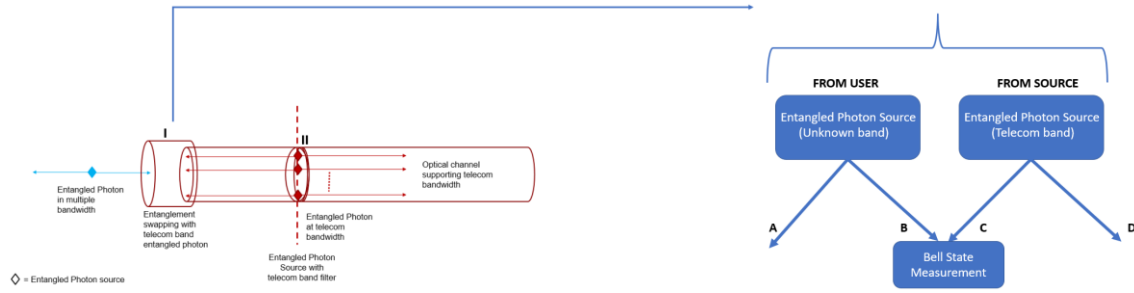 I
II
Entangled Photon
in multiple
bandwidth
Entanglement
swapping with
telecom band
entangled photon
Optical channel
supporting telecom
bandwidth
Entangled Photon
at telecom
bandwidth
Entangled Photon
Source with
telecom band filter
= Entangled Photon source
FROM USER
FROM SOURCE
Entangled Photon Source
(Unknown band)
Entangled Photon Source
(Telecom band)
A
B
C
D
Bell State
Measurement